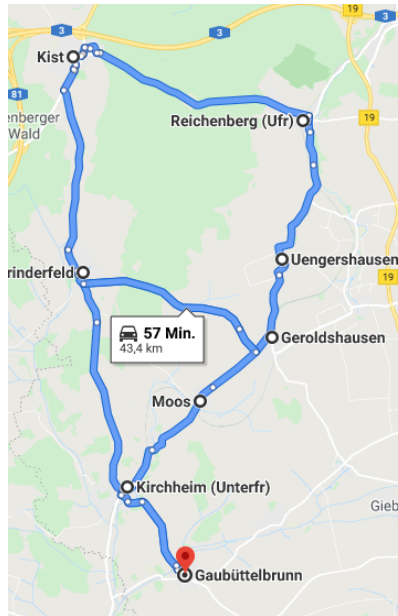 3
3
19
Kist
81
enberger
Wald
Reichenberg (Ufr)
19
Uengershausen
rinderfeld
19
57 Min.
43,4 km
Geroldshausen
Moos
Kirchheim (Unterfr)
Gieb
Gaubüttelbrunn